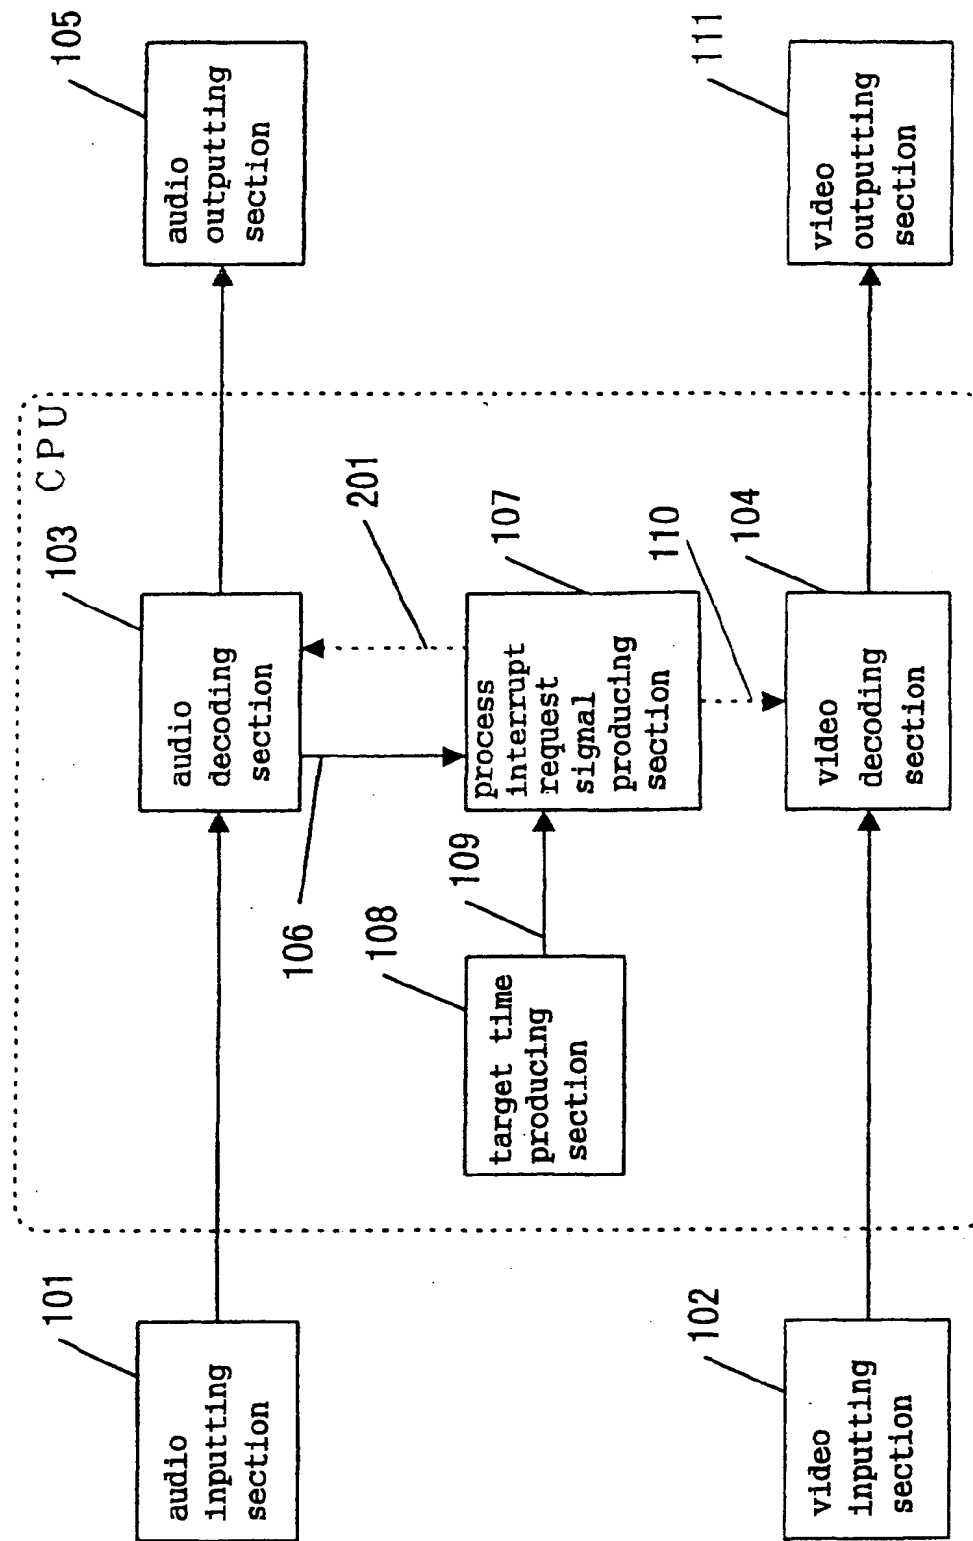 101
audio
inputting
section
103
CPU
audio
decoding
section
105
audio
outputting
section
106
201
108
target time
producing
section
109
107
process
interrupt
request
signal
producing
section
110
102
video
inputting
section
104
video
decoding
section
111
video
outputting
section